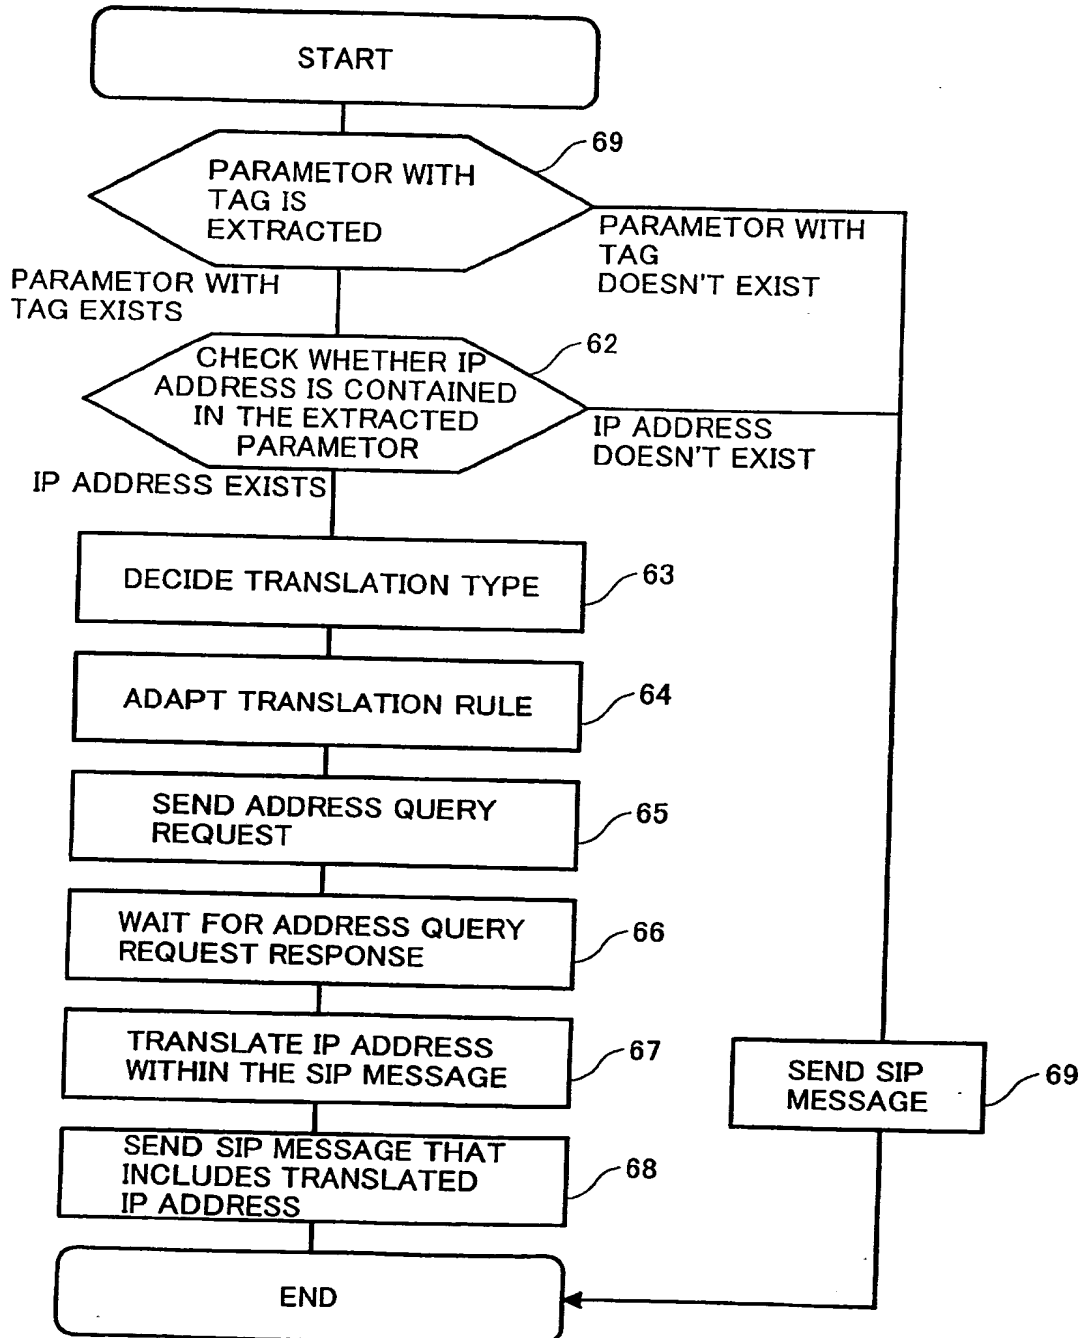 START
69
PARAMETOR WITH
TAG IS
EXTRACTED
PARAMETOR WITH
TAG
DOESN'T EXIST
PARAMETOR WITH
TAG EXISTS
62
CHECK WHETHER IP
ADDRESS IS CONTAINED
IN THE EXTRACTED
PARAMETOR
IP ADDRESS
DOESN'T EXIST
IP ADDRESS EXISTS
DECIDE TRANSLATION TYPE
63
ADAPT TRANSLATION RULE
64
SEND ADDRESS QUERY
REQUEST
65
WAIT FOR ADDRESS QUERY
REQUEST RESPONSE
66
TRANSLATE IP ADDRESS
WITHIN THE SIP MESSAGE
67
SEND SIP
MESSAGE
69
SEND SIP MESSAGE THAT
INCLUDES TRANSLATED
IP ADDRESS
68
END